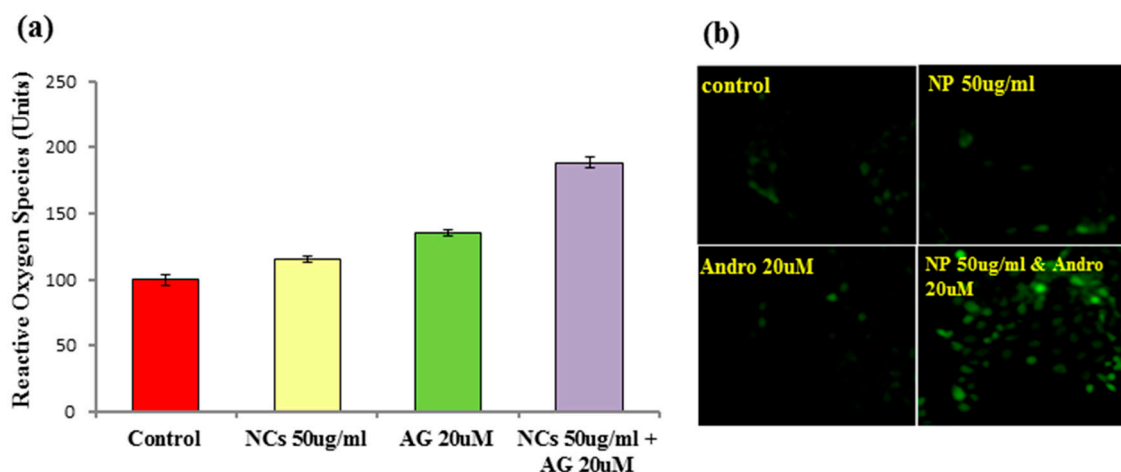 (a)
Reactive Oxygen Species (Units)
250
200
150
100
50
0
Control
NCs 50ug/ml
AG 20uM
NCs 50ug/ml +
AG 20uM
(b)
control
NP 50ug/ml
Andro 20uM
NP 50ug/ml & Andro
20uM